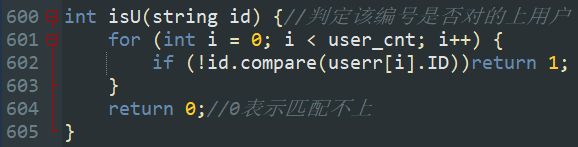 600 int isU(string id) {//判定该编号是否对的上用户
601 for (int i = 0; i < user_cnt; i++) {
602 if (!id.compare(userr[i].ID))return 1;
603 }
604 return 0;//0表示匹配不上
605 }